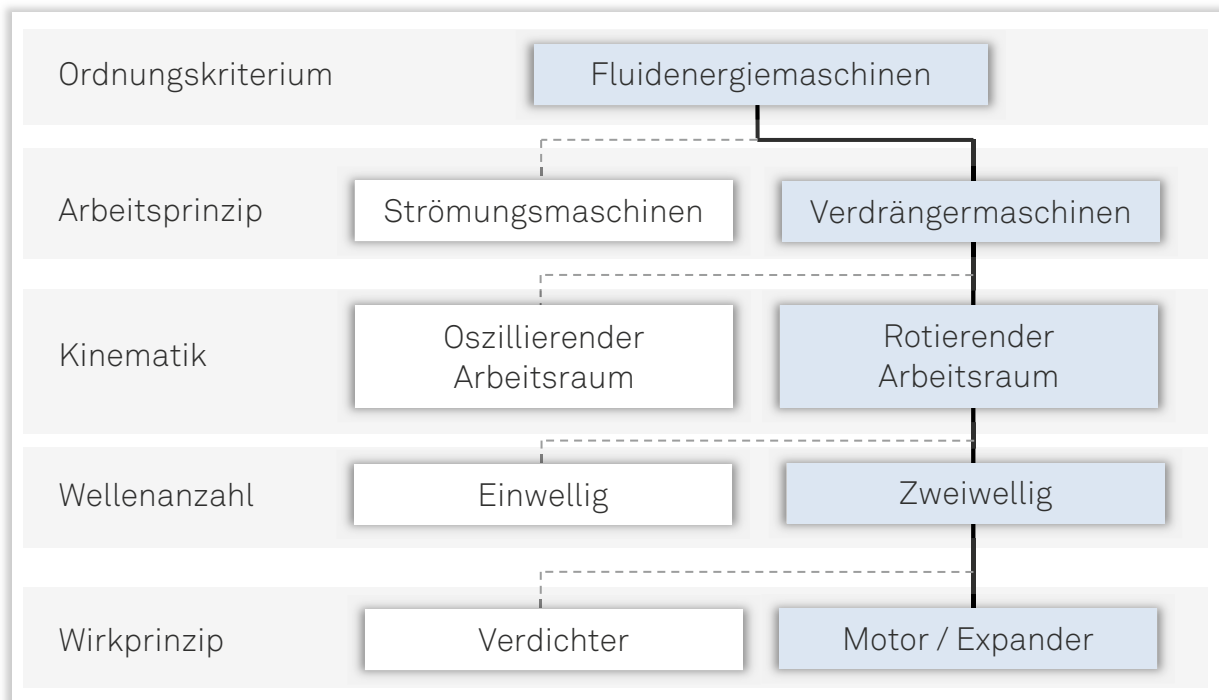 Ordnungskriterium
Fluidenergiemaschinen
Arbeitsprinzip
Strömungsmaschinen
Verdrängermaschinen
Kinematik
Oszillierender
Arbeitsraum
Rotierender
Arbeitsraum
Wellenanzahl
Einwellig
Zweiwellig
Wirkprinzip
Verdichter
Motor / Expander